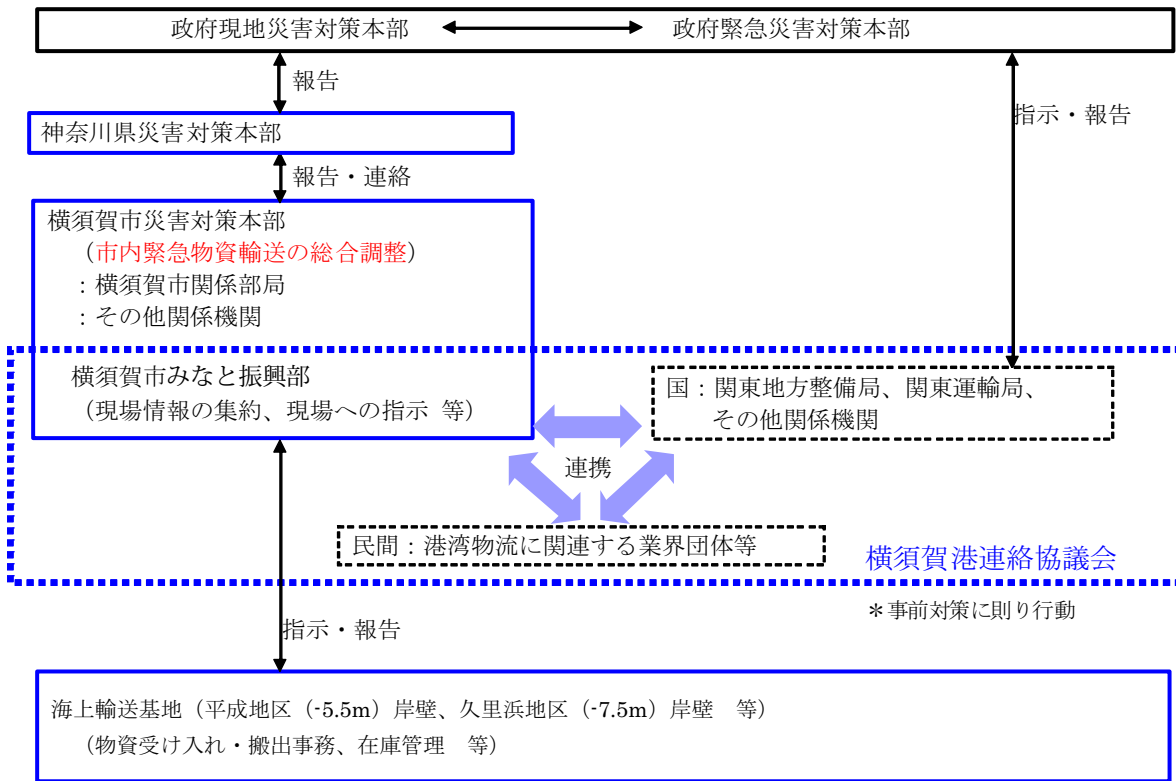 政府現地災害対策本部
政府緊急災害対策本部
報告
指示・報告
神奈川県災害対策本部
報告・連絡
横須賀市災害対策本部
（市内緊急物資輸送の総合調整）
：横須賀市関係部局
：その他関係機関
横須賀市みなと振興部
（現場情報の集約、現場への指示 等）
国：関東地方整備局、関東運輸局、
その他関係機関
連携
民間：港湾物流に関連する業界団体等
横須賀港連絡協議会
＊事前対策に則り行動
指示・報告
海上輸送基地（平成地区（-5.5m）岸壁、久里浜地区（-7.5m）岸壁　等）
（物資受け入れ・搬出事務、在庫管理　等）